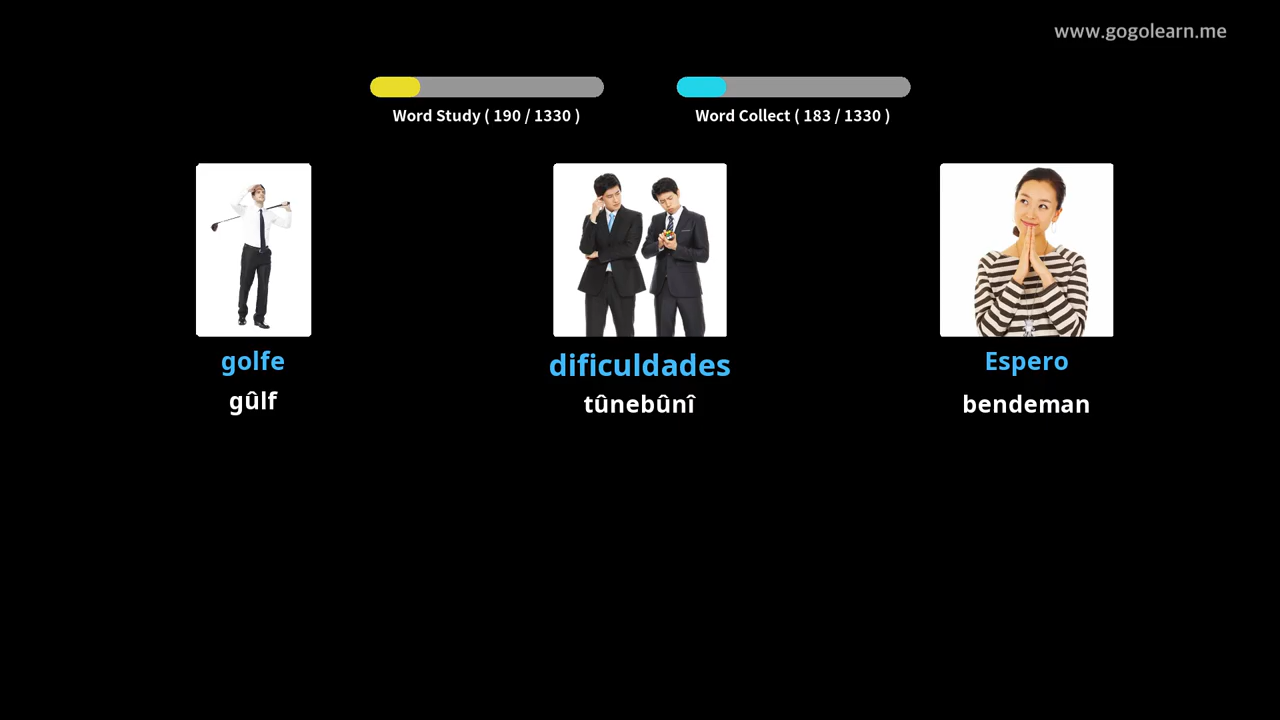 www.gogolearn.me
Word Study ( 190 / 1330 )
Word Collect ( 183 / 1330 )
golfe
gûlf
dificuldades
tûnebûnî
Espero
bendeman